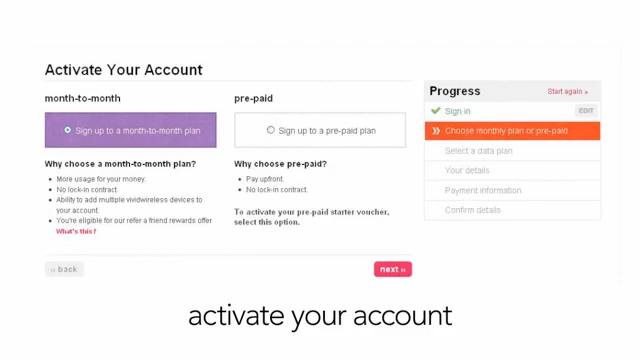 Activate Your Account
month-to-month
Sign up to a month-to-month plan
Why choose a month-to-month plan?
More usage for your money.
No lock-in contract.
Ability to add multiple vividwireless devices to
your account.
You're eligible for our refer a friend rewards offer
What's this?
pre-paid
Sign up to a pre-paid plan
Why choose pre-paid?
Pay upfront.
No lock-in contract.
To activate your pre-paid starter voucher,
select this option.
Progress
Start again »
Sign in
EDIT
» Choose monthly plan or pre-paid
Select a data plan
Your details
Payment information
Confirm details
« back
next »
activate your account